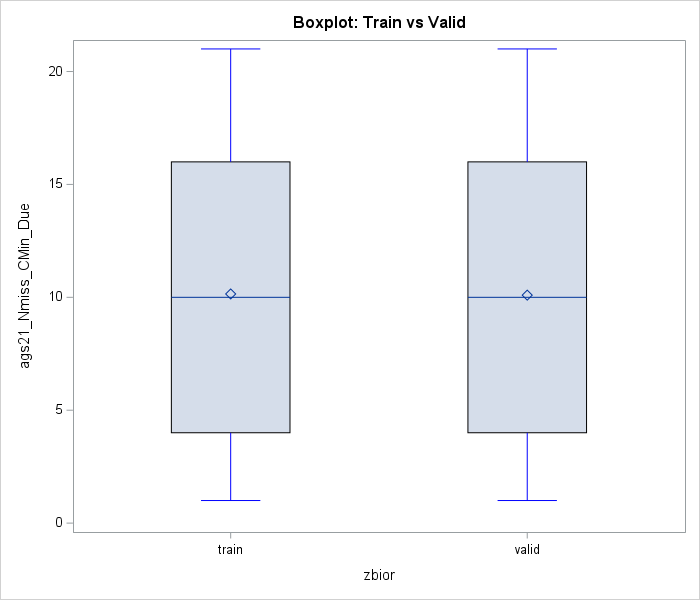 Boxplot: Train vs Valid
ags21_Nmiss_CMin_Due
20
15
10
5
0
train
valid
zbior